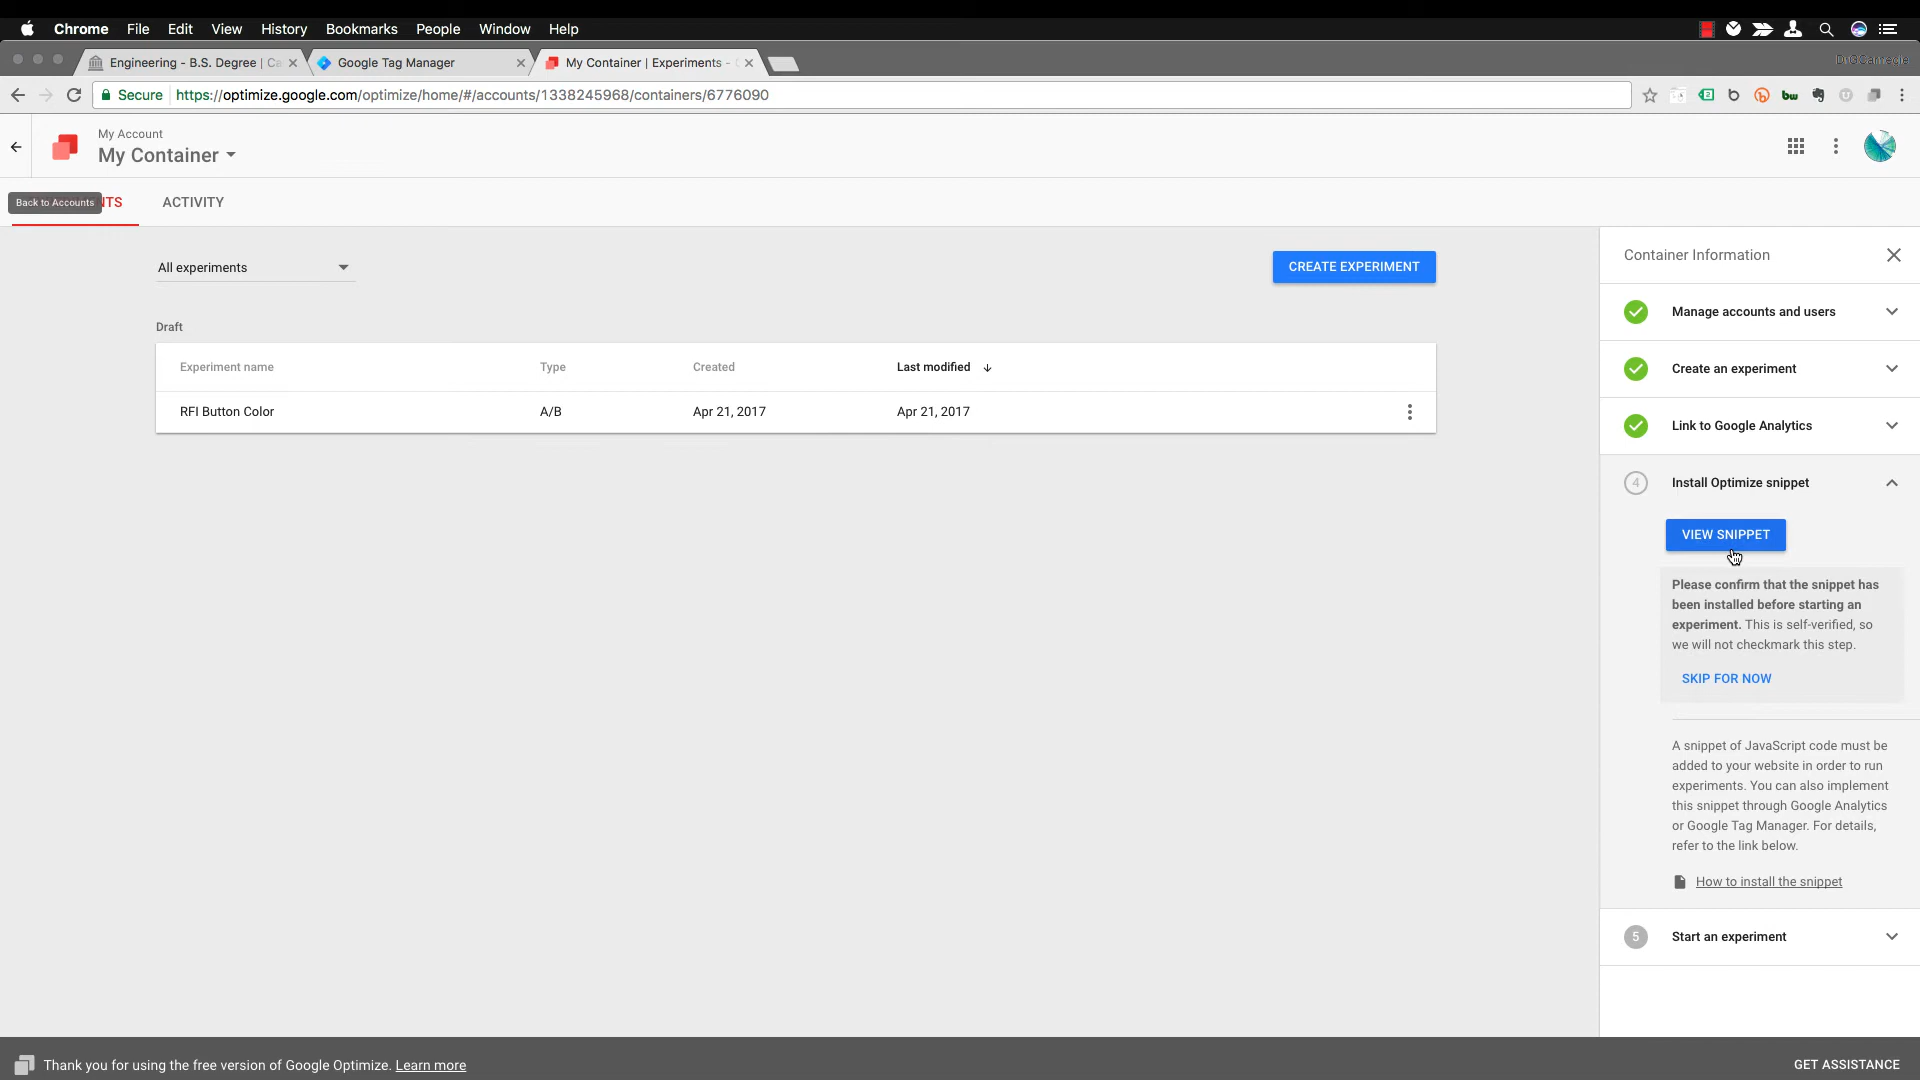 Chrome File Edit View History Bookmarks People Window Help
Engineering - B.S. Degree | Ca
Google Tag Manager
My Container | Experiments -
Secure https://optimize.google.com/optimize/home/#/accounts/1338245968/containers/6776090
My Account
My Container
Back to Accounts
NTS
ACTIVITY
All experiments
CREATE EXPERIMENT
Draft
Experiment name Type Created Last modified
RFI Button Color A/B Apr 21, 2017 Apr 21, 2017
Container Information
Manage accounts and users
Create an experiment
Link to Google Analytics
4 Install Optimize snippet
VIEW SNIPPET
Please confirm that the snippet has
been installed before starting an
experiment. This is self-verified, so
we will not checkmark this step.
SKIP FOR NOW
A snippet of JavaScript code must be
added to your website in order to run
experiments. You can also implement
this snippet through Google Analytics
or Google Tag Manager. For details,
refer to the link below.
How to install the snippet
5 Start an experiment
Thank you for using the free version of Google Optimize. Learn more
GET ASSISTANCE